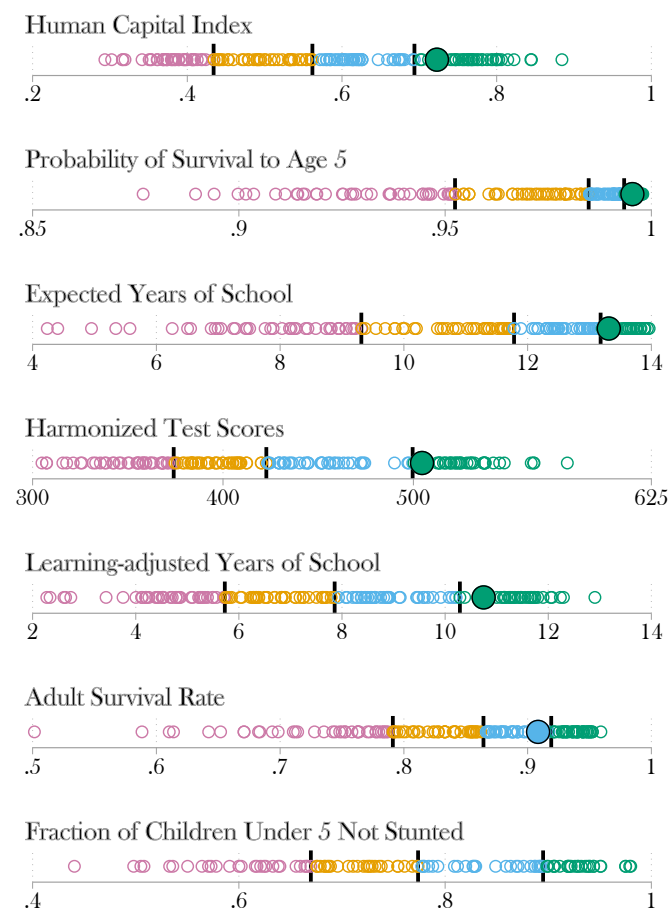 Human Capital Index
.2 .4 .6 .8 1
Probability of Survival to Age 5
.85 .9 .95 1
Expected Years of School
4 6 8 10 12 14
Harmonized Test Scores
300 400 500 625
Learning-adjusted Years of School
2 4 6 8 10 12 14
Adult Survival Rate
.5 .6 .7 .8 .9 1
Fraction of Children Under 5 Not Stunted
.4 .6 .8 1